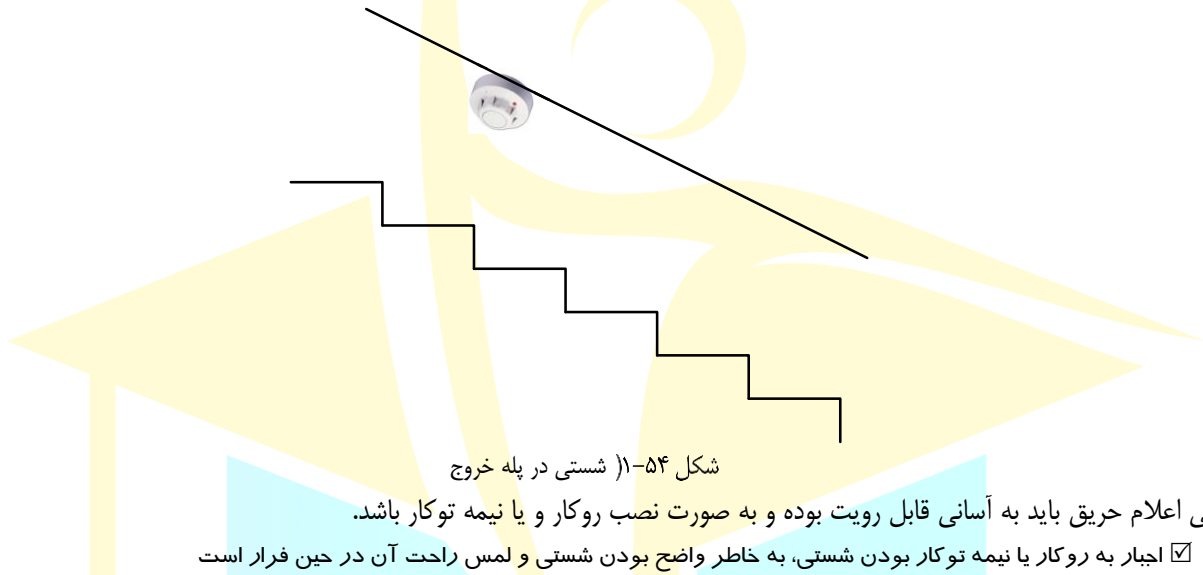 شکل ۵۴-۱( شستی در پله خروج
اعلام حریق باید به آسانی قابل رویت بوده و به صورت نصب روکار و یا نیمه توکار باشد.
☑ اجبار به روکار یا نیمه توکار بودن شستی، به خاطر واضح بودن شستی و لمس راحت آن در حین فرار است